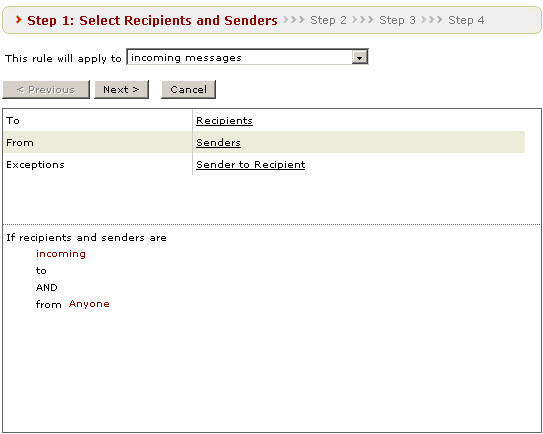 Step 1: Select Recipients and Senders >>> Step 2 >>> Step 3 >>> Step 4
This rule will apply to incoming messages
< Previous Next > Cancel
To Recipients
From Senders
Exceptions Sender to Recipient
If recipients and senders are
incoming
to
AND
from Anyone